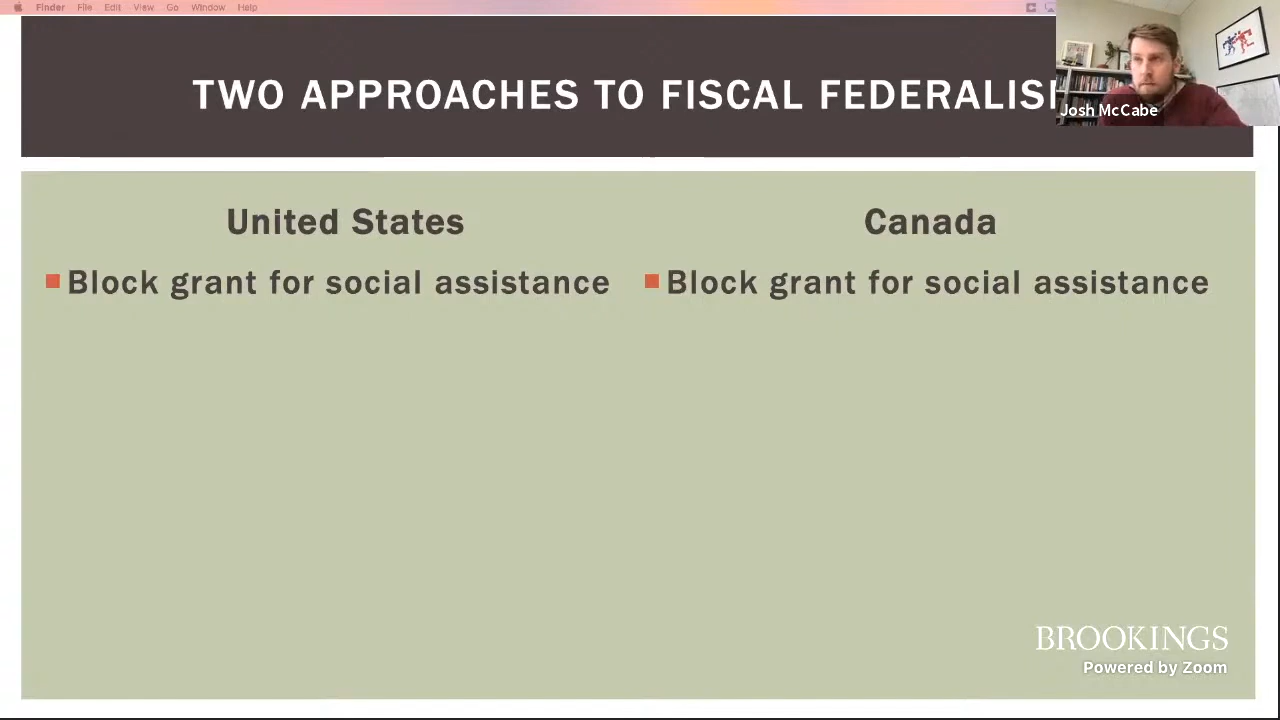 Finder File Edit View Go Window Help
TWO APPROACHES TO FISCAL FEDERALIS
Josh McCabe
United States
Block grant for social assistance
Canada
Block grant for social assistance
BROOKINGS
Powered by Zoom